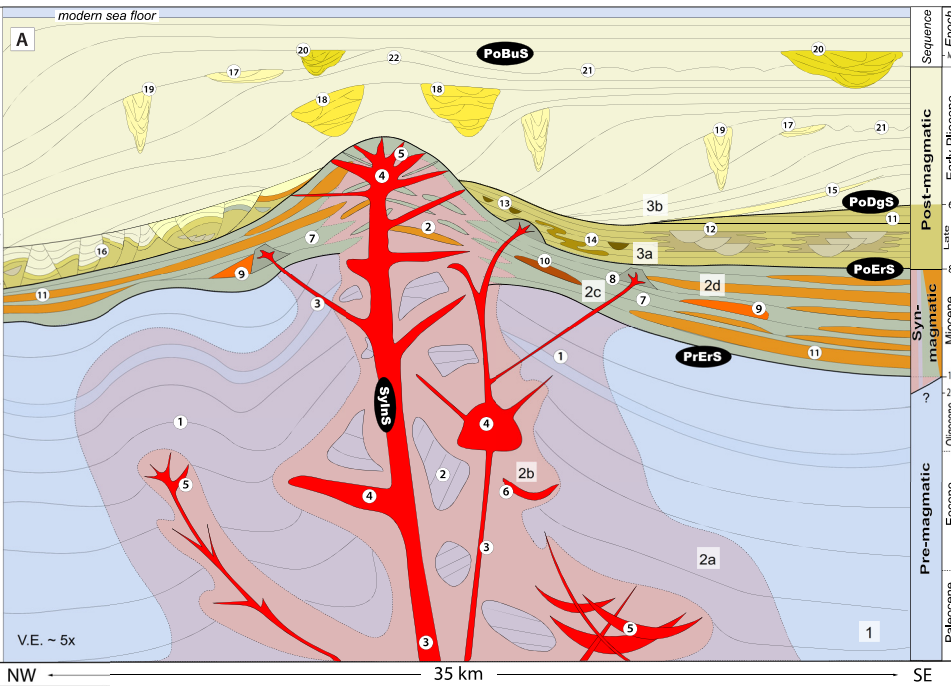 modern sea floor
A
20
22
PoBuS
20
21
17
19
18
18
19
17
21
5
4
15
13
3b
PoDgS
11
12
16
7
2
14
3a
PoErS
11
9
10
8
2c
2d
3
7
9
1
PrErS
11
SyInS
1
4
2
2b
5
4
6
3
2a
3
5
1
V.E. ~ 5x
NW
35 km
SE
Sequence
Epoch
Post-magmatic
Early Pliocene
Late
Syn-
magmatic
Miocene
?
Oligocene
Pre-magmatic
Eocene
Paleocene